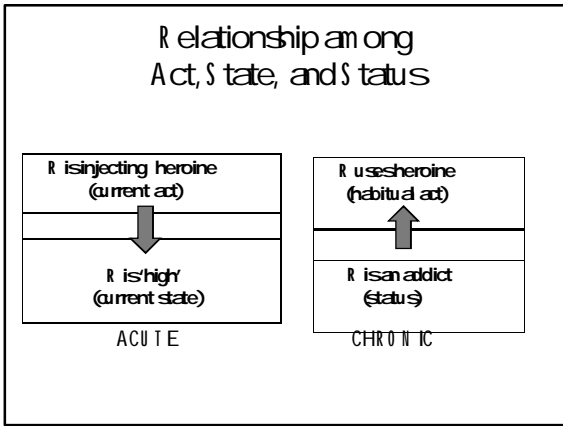 Relationship among
Act, State, and Status
R is injecting heroine
(current act)
R is 'high'
(current state)
ACUTE
R uses heroine
(habitual act)
R is an addict
(status)
CHRONIC